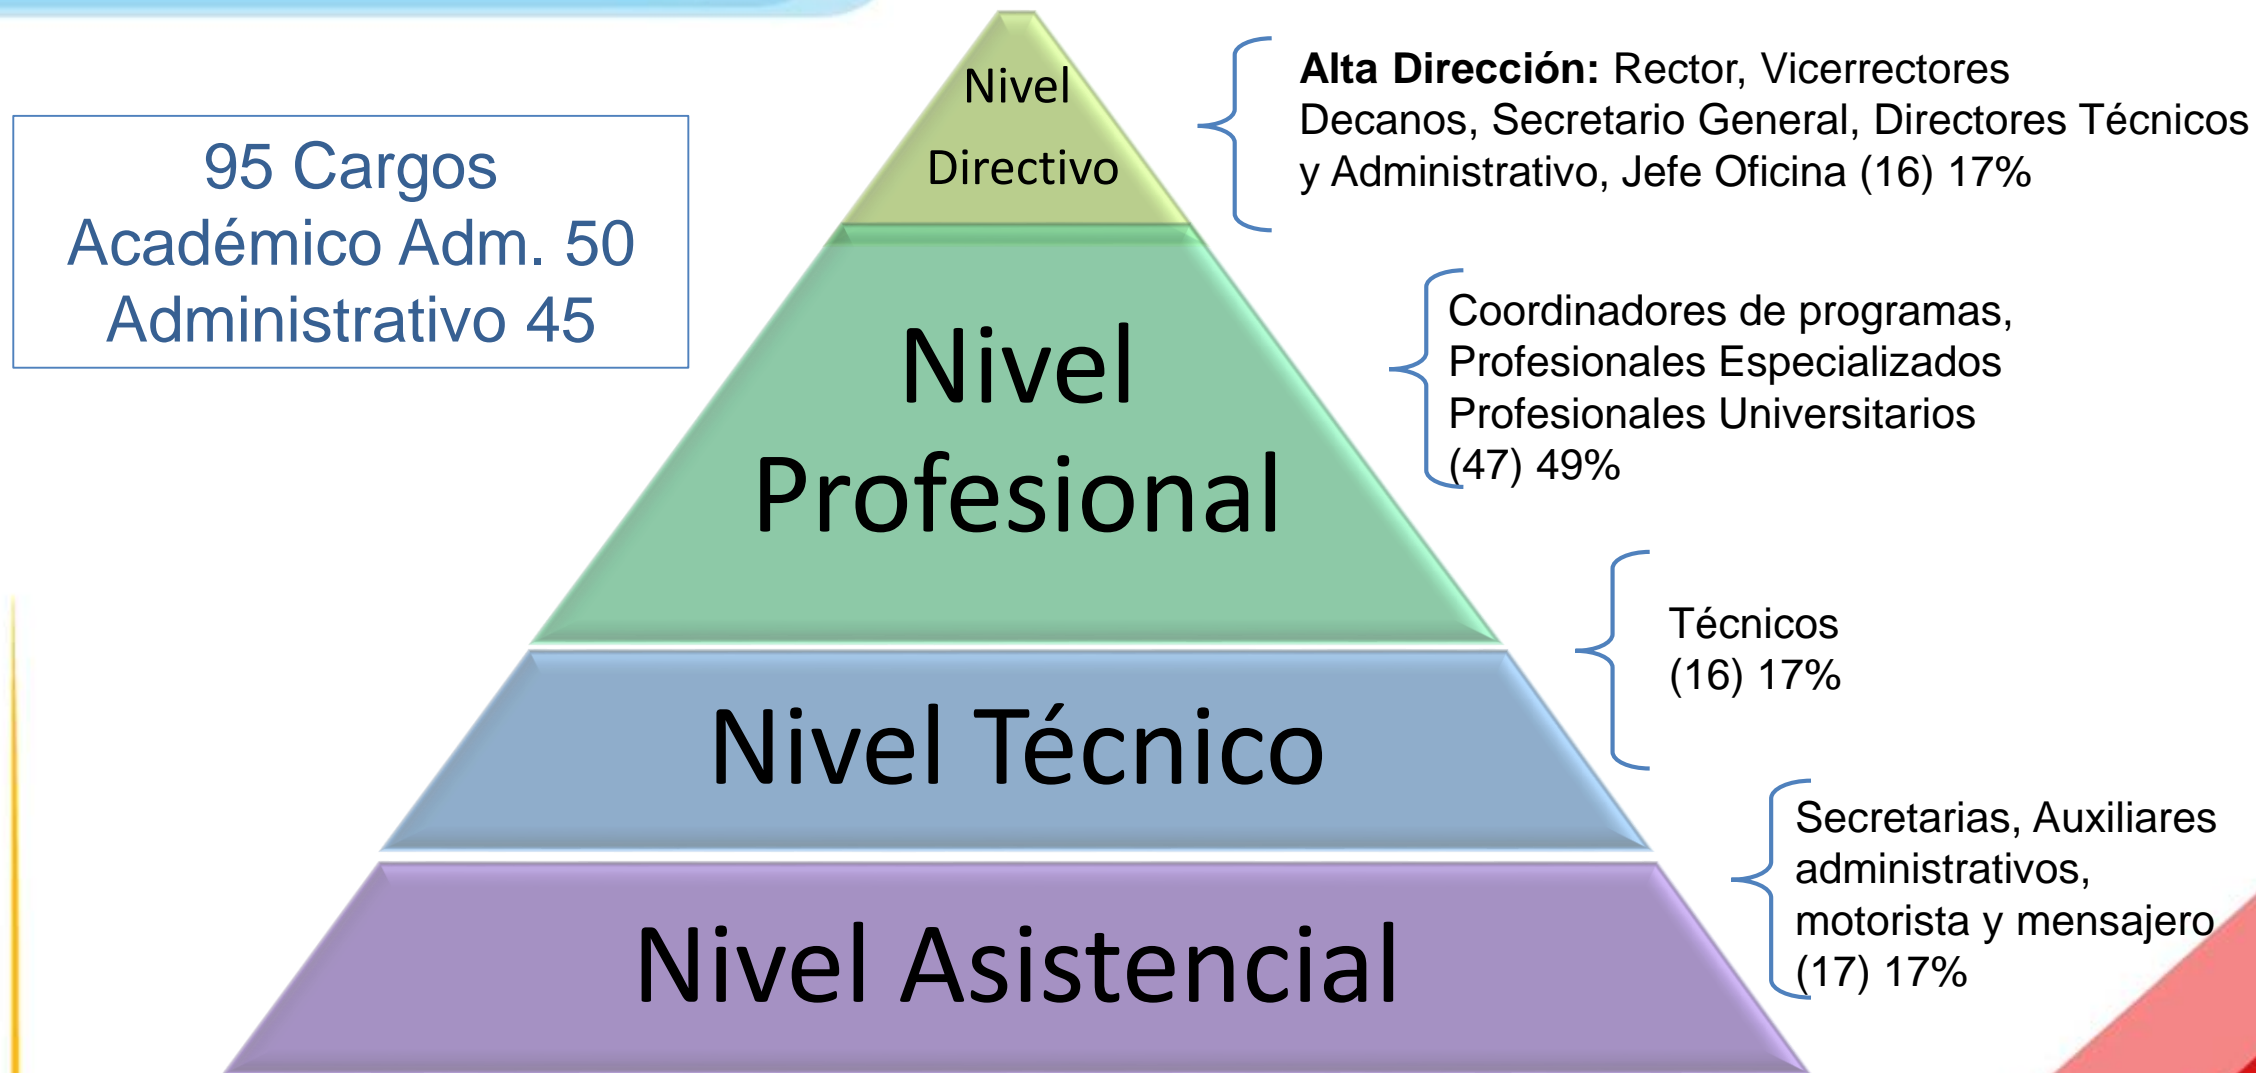 95 Cargos
Académico Adm. 50
Administrativo 45
Nivel
Directivo
Alta Dirección: Rector, Vicerrectores
Decanos, Secretario General, Directores Técnicos
y Administrativo, Jefe Oficina (16) 17%
Nivel
Profesional
Coordinadores de programas,
Profesionales Especializados
Profesionales Universitarios
(47) 49%
Nivel Técnico
Técnicos
(16) 17%
Nivel Asistencial
Secretarias, Auxiliares
administrativos,
motorista y mensajero
(17) 17%